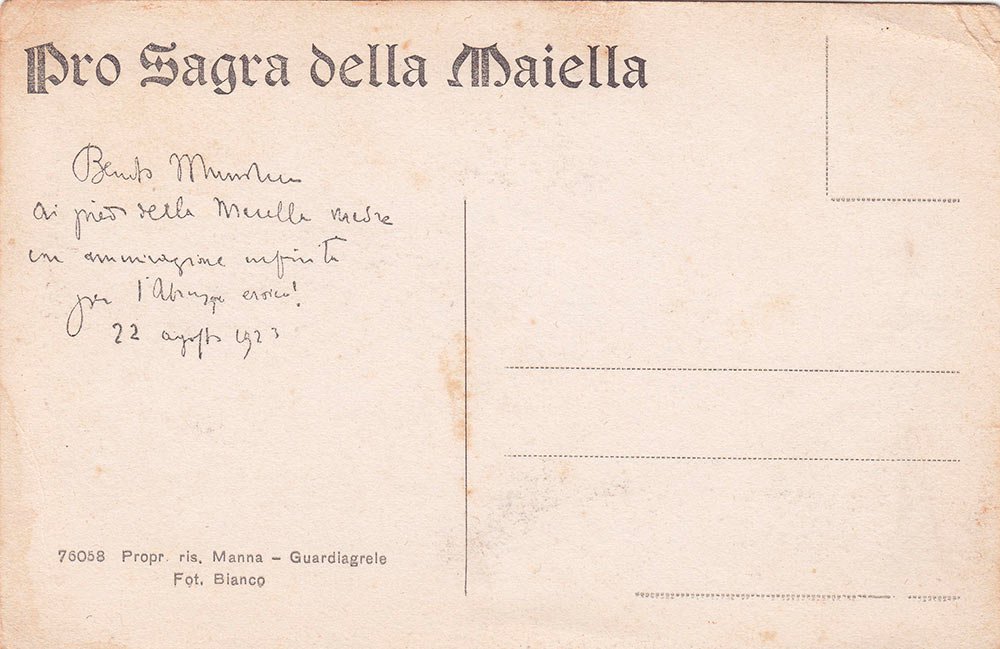 Pro Sagra della Maiella
Benito Mussolini
ai piedi della Maiella madre
con ammirazione infinita
per l'Abruzzo eroico!
22 agosto 1923
76058 Propr. ris. Manna – Guardiagrele
Fot. Bianco